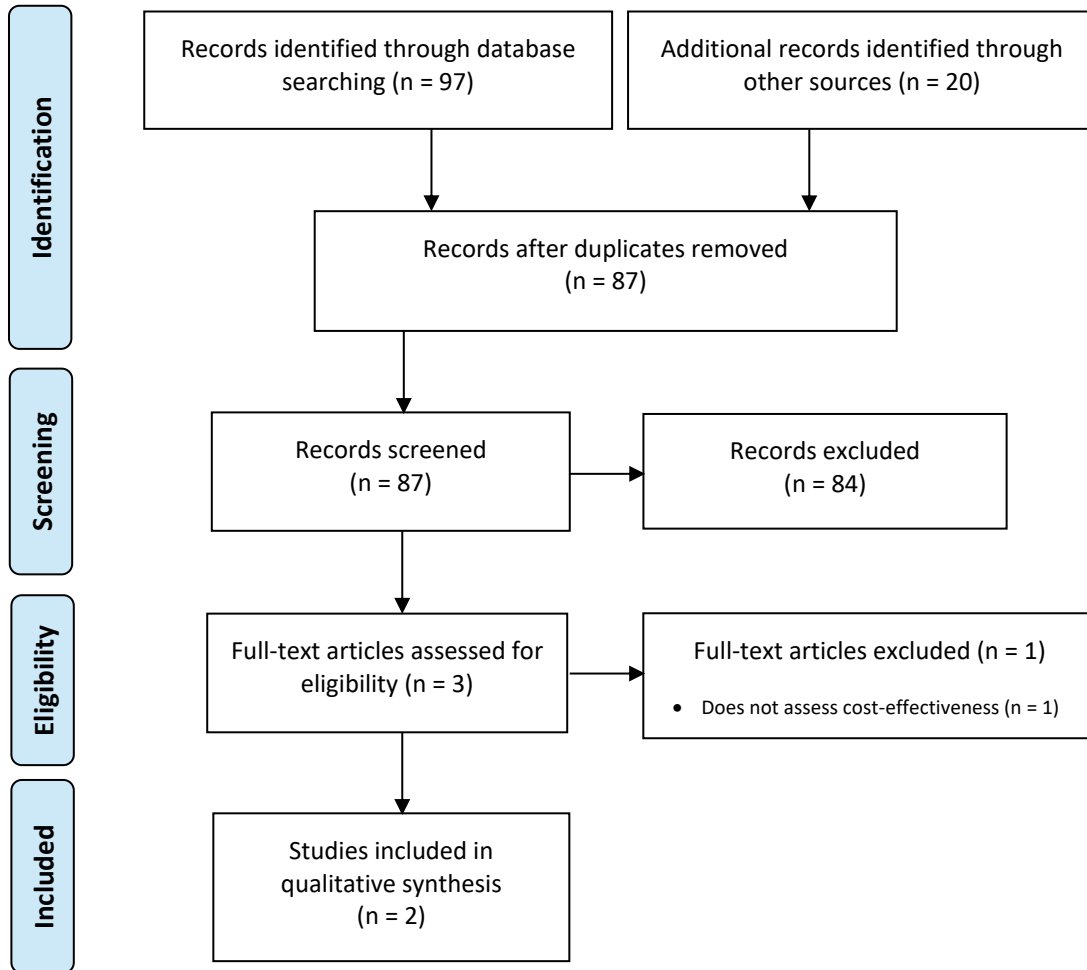 Identification
Records identified through database
searching (n = 97)
Additional records identified through
other sources (n = 20)
Records after duplicates removed
(n = 87)
Screening
Records screened
(n = 87)
Records excluded
(n = 84)
Eligibility
Full-text articles assessed for
eligibility (n = 3)
Full-text articles excluded (n = 1)
• Does not assess cost-effectiveness (n = 1)
Included
Studies included in
qualitative synthesis
(n = 2)